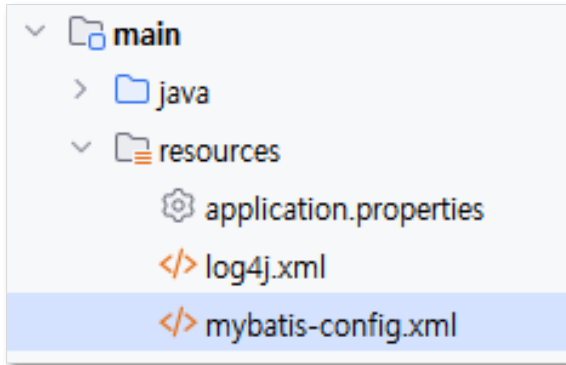 main
java
resources
application.properties
log4j.xml
mybatis-config.xml